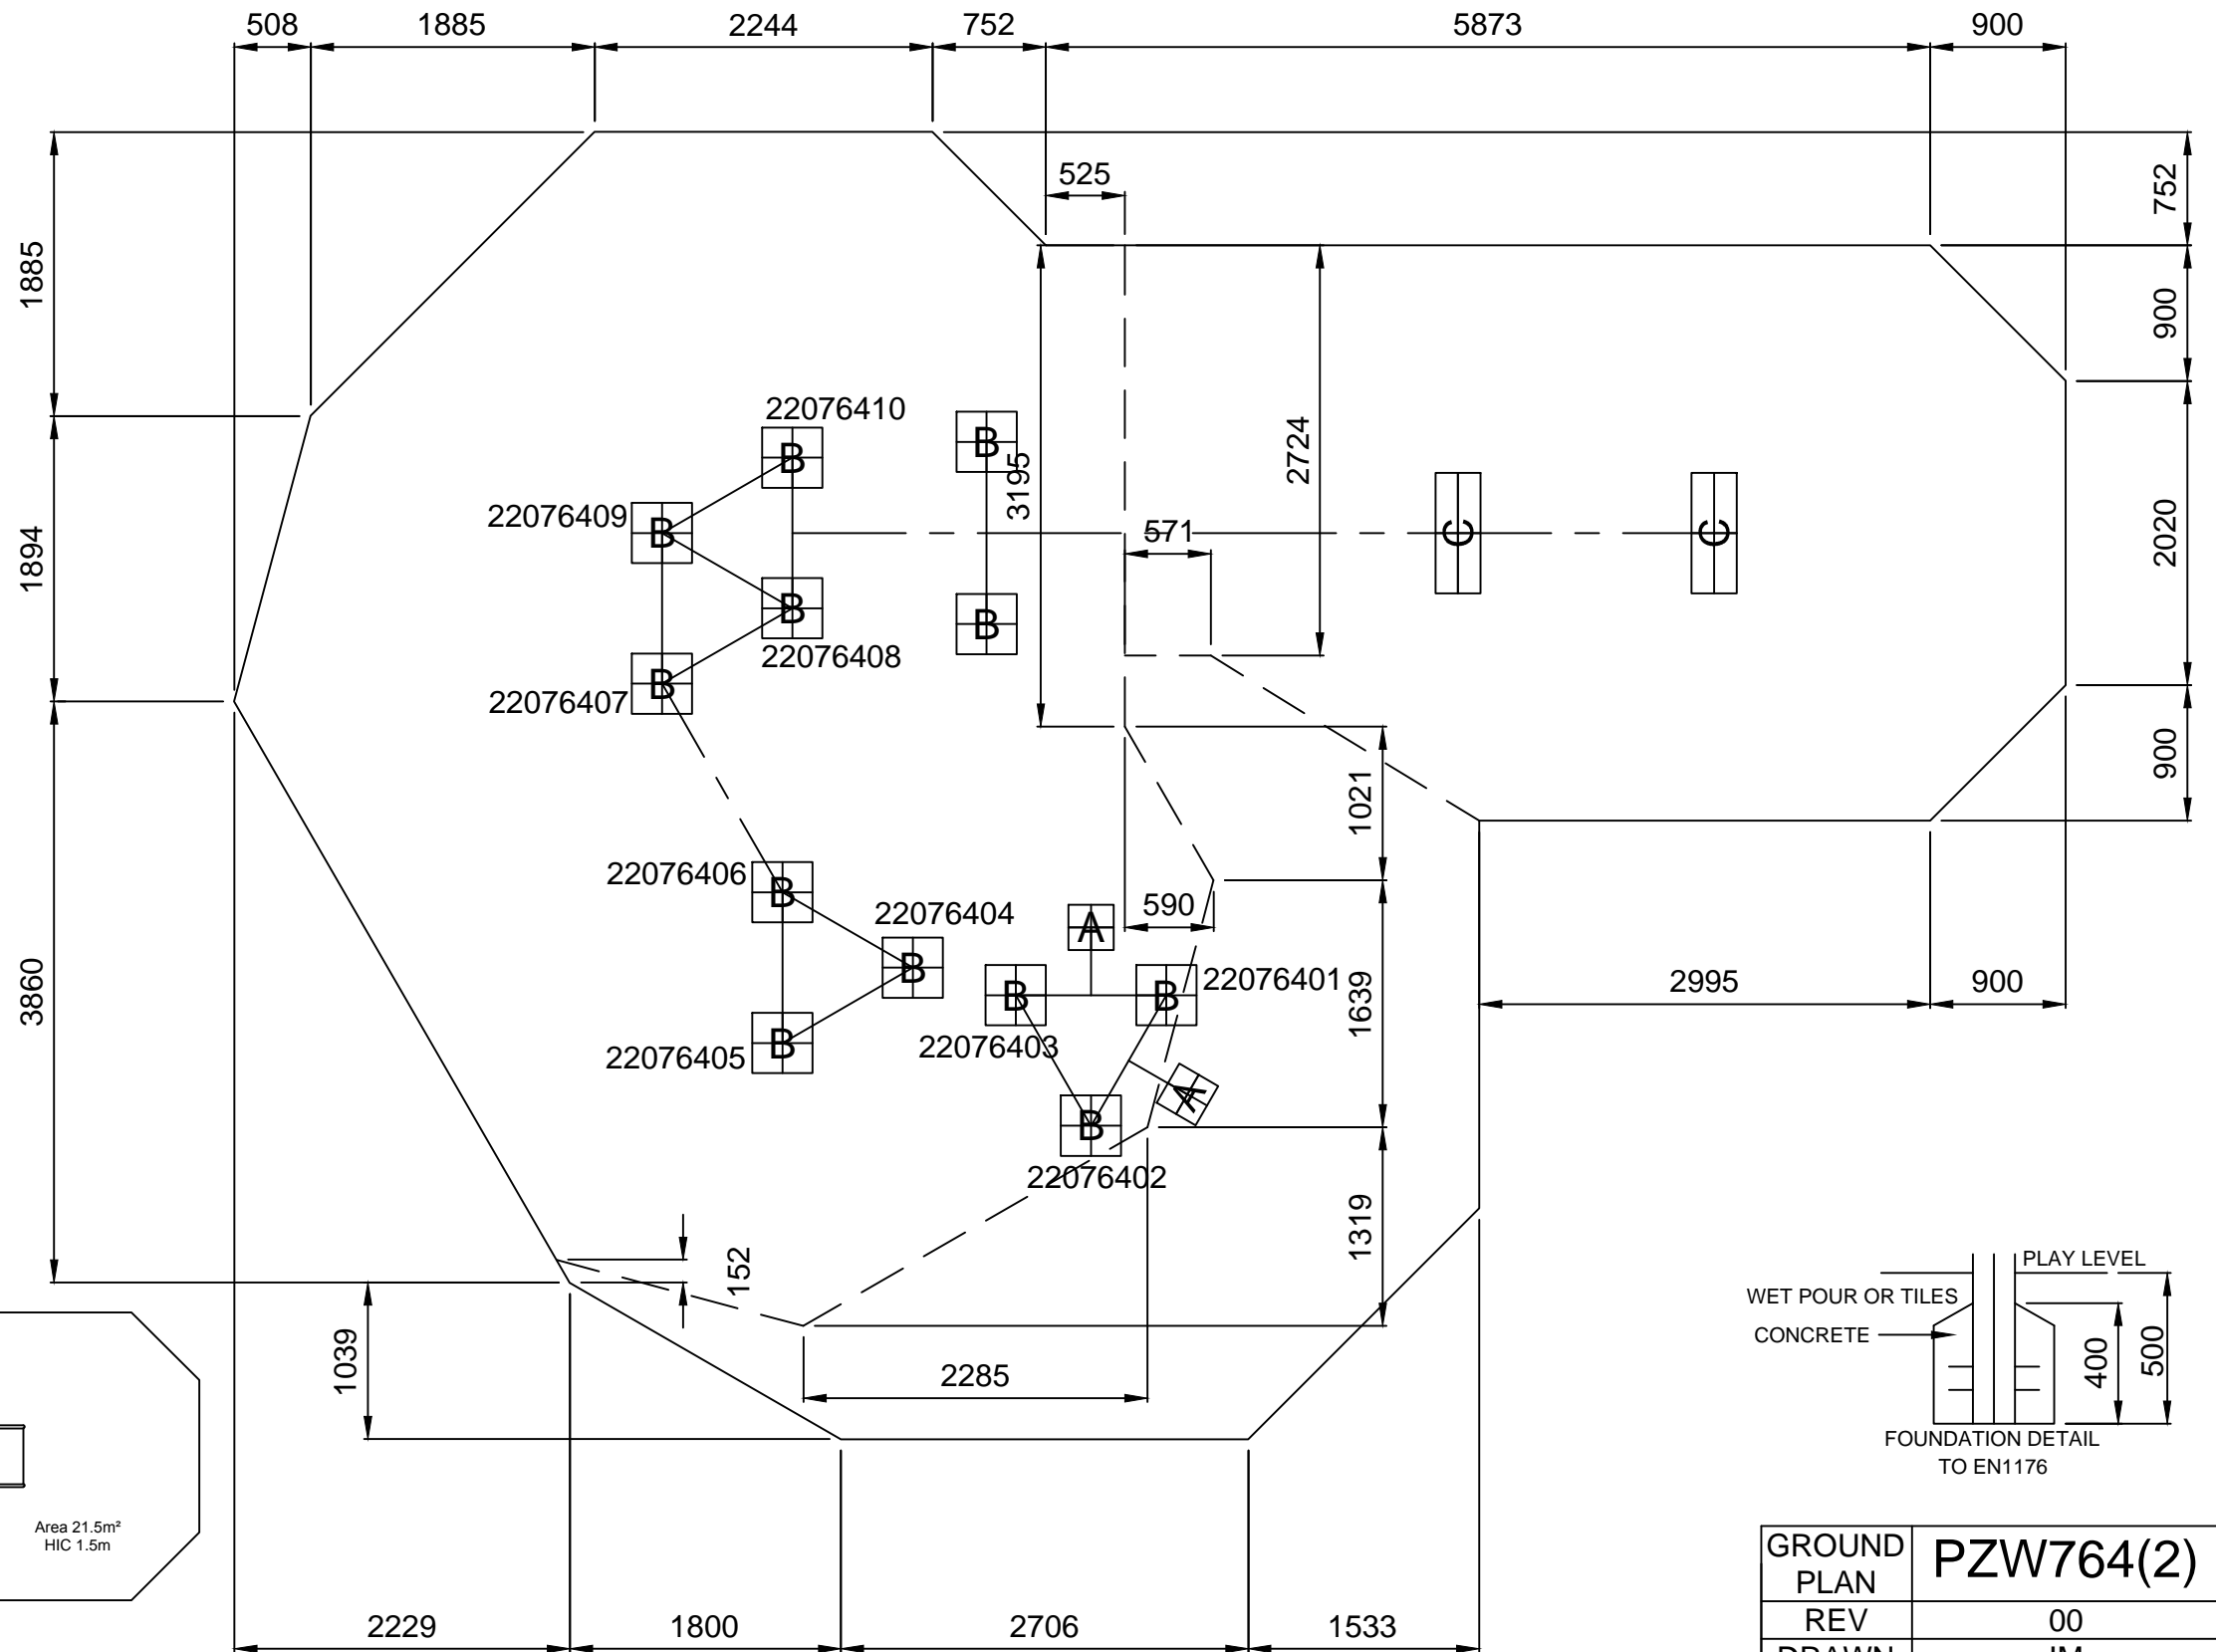 508
1885
2244
752
5873
900
525
752
1885
900
22076410
B
B
3195
2724
22076409
B
571
C
C
2020
1894
B
B
22076408
22076407
B
900
1021
22076406
B
22076404
590
A
B
22076401
B
B
2995
900
3860
1639
22076403
22076405
B
A
B
22076402
1319
152
PLAY LEVEL
WET POUR OR TILES
CONCRETE
400
500
1039
2285
FOUNDATION DETAIL
TO EN1176
Area 21.5m²
HIC 1.5m
GROUND
PLAN
PZW764(2)
2229
1800
2706
1533
REV
00